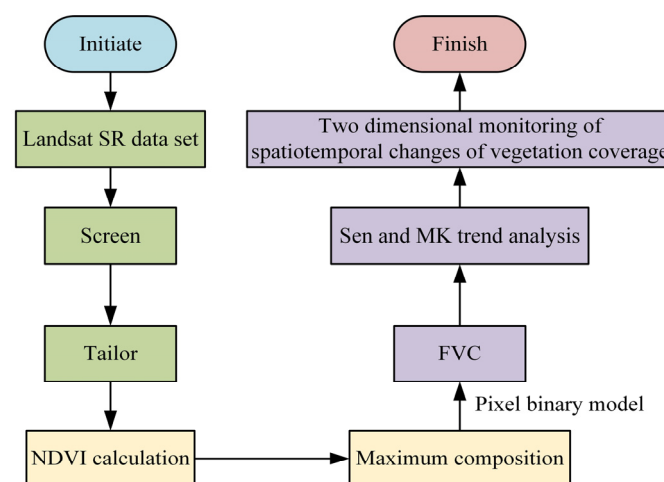 Initiate
Landsat SR data set
Screen
Tailor
NDVI calculation
Maximum composition
Pixel binary model
FVC
Sen and MK trend analysis
Two dimensional monitoring of
spatiotemporal changes of vegetation coverage
Finish